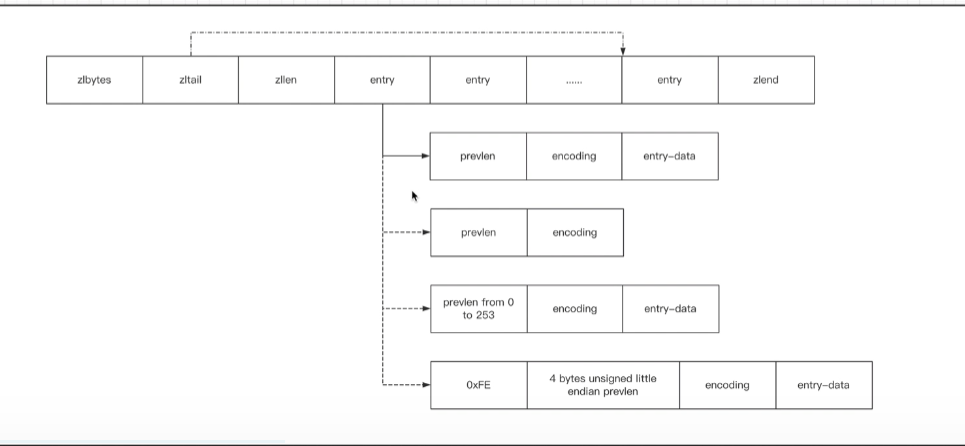 zlbytes zltail zllen entry entry ...... entry zlend
prevlen encoding entry-data
prevlen encoding
prevlen from 0
to 253
encoding entry-data
0xFE
4 bytes unsigned little
endian prevlen
encoding entry-data